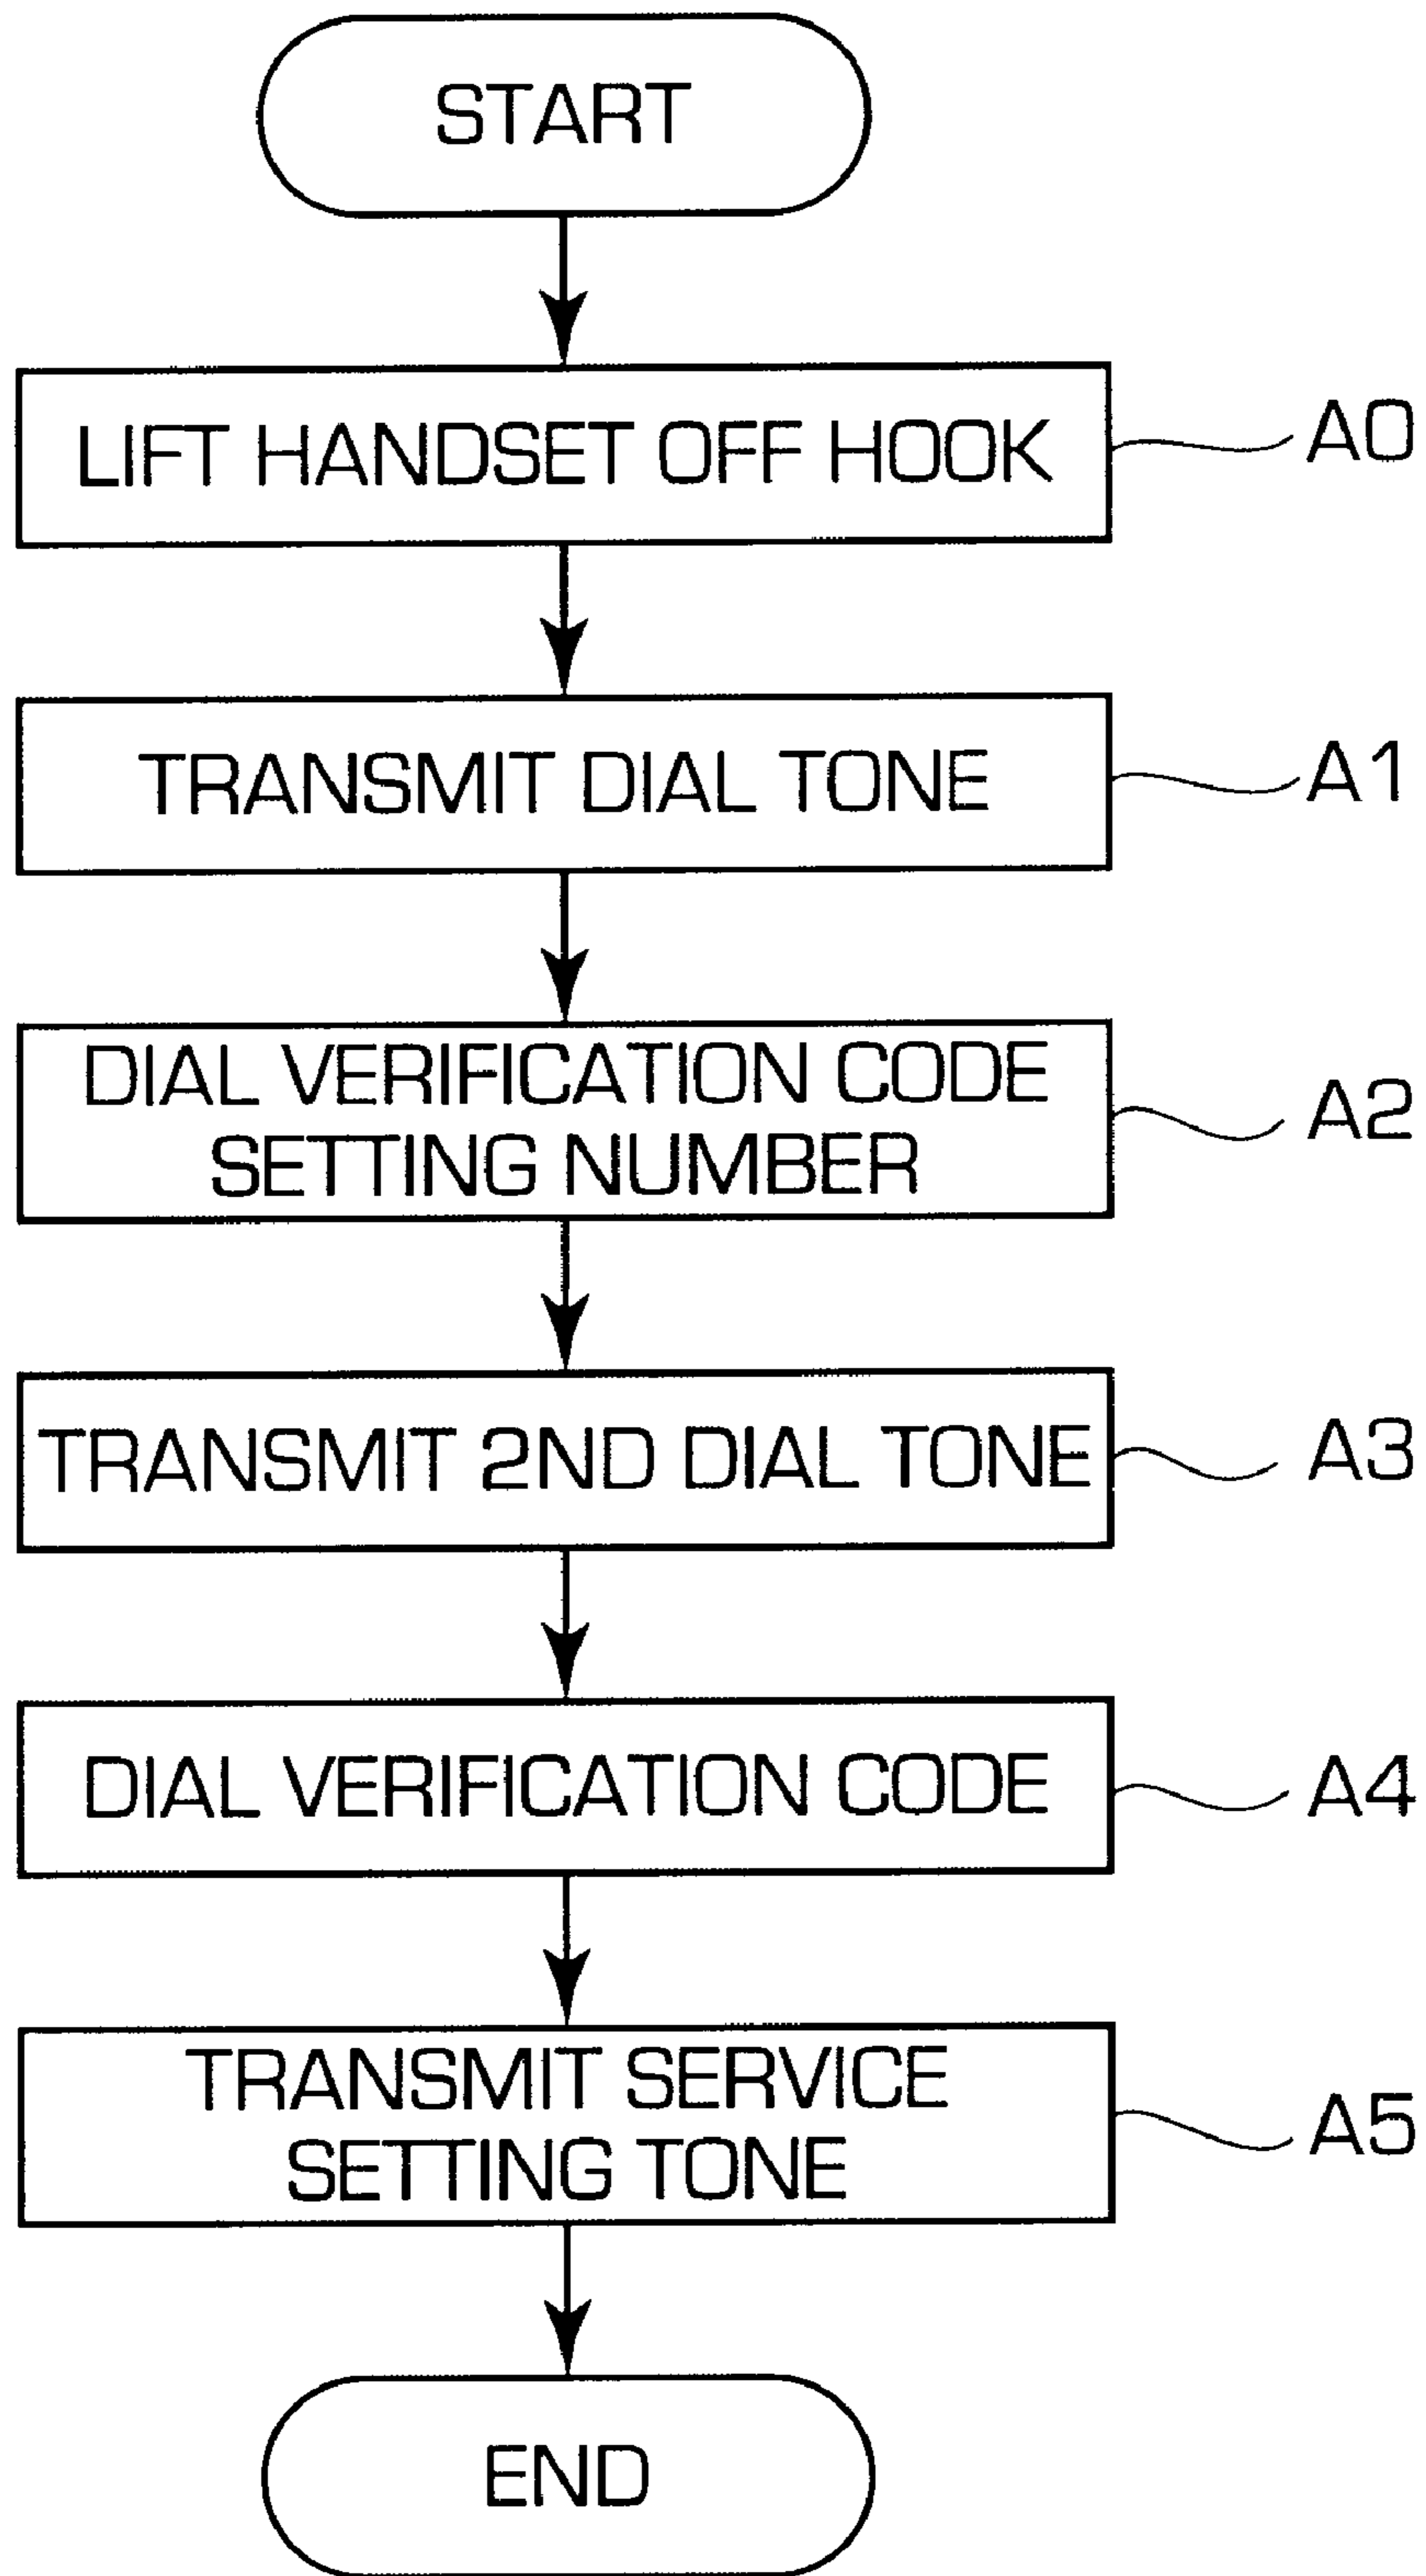 START
LIFT HANDSET OFF HOOK
A0
TRANSMIT DIAL TONE
A1
DIAL VERIFICATION CODE
SETTING NUMBER
A2
TRANSMIT 2ND DIAL TONE
A3
DIAL VERIFICATION CODE
A4
TRANSMIT SERVICE
SETTING TONE
A5
END